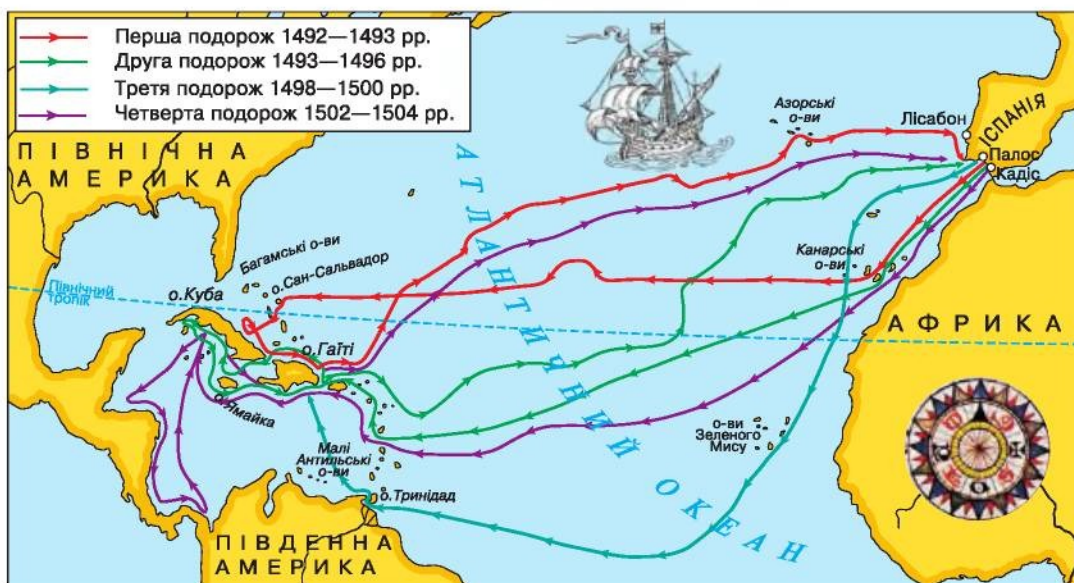 Перша подорож 1492—1493 рр.
Друга подорож 1493—1496 рр.
Третя подорож 1498—1500 рр.
Четверта подорож 1502—1504 рр.
ПІВНІЧНА
АМЕРИКА
Азорські
о-ви
Лісабон
ІСПАНІЯ
Палос
Кадіс
АТЛАНТИЧНИЙ ОКЕАН
Багамські о-ви
о.Сан-Сальвадор
Канарські
о-ви
Північний
тропік
о.Куба
о.Гаїті
АФРИКА
о.Ямайка
о-ви
Зеленого
Мису
Малі
Антильські
о-ви
о.Тринідад
ПІВДЕННА
АМЕРИКА